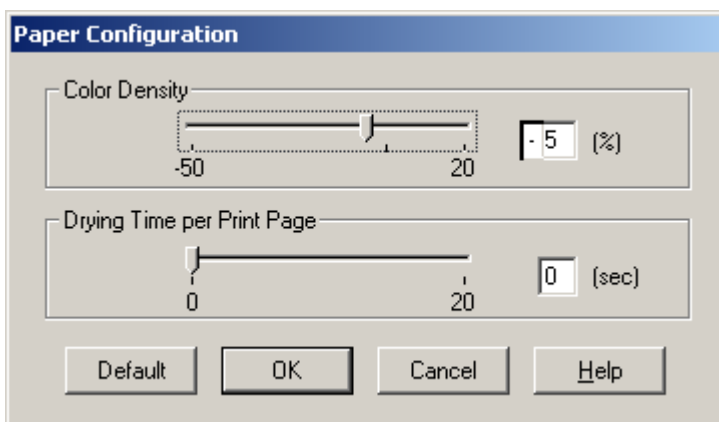 Paper Configuration
Color Density
- 5 (%)
-50 20
Drying Time per Print Page
0 (sec)
0 20
Default OK Cancel Help